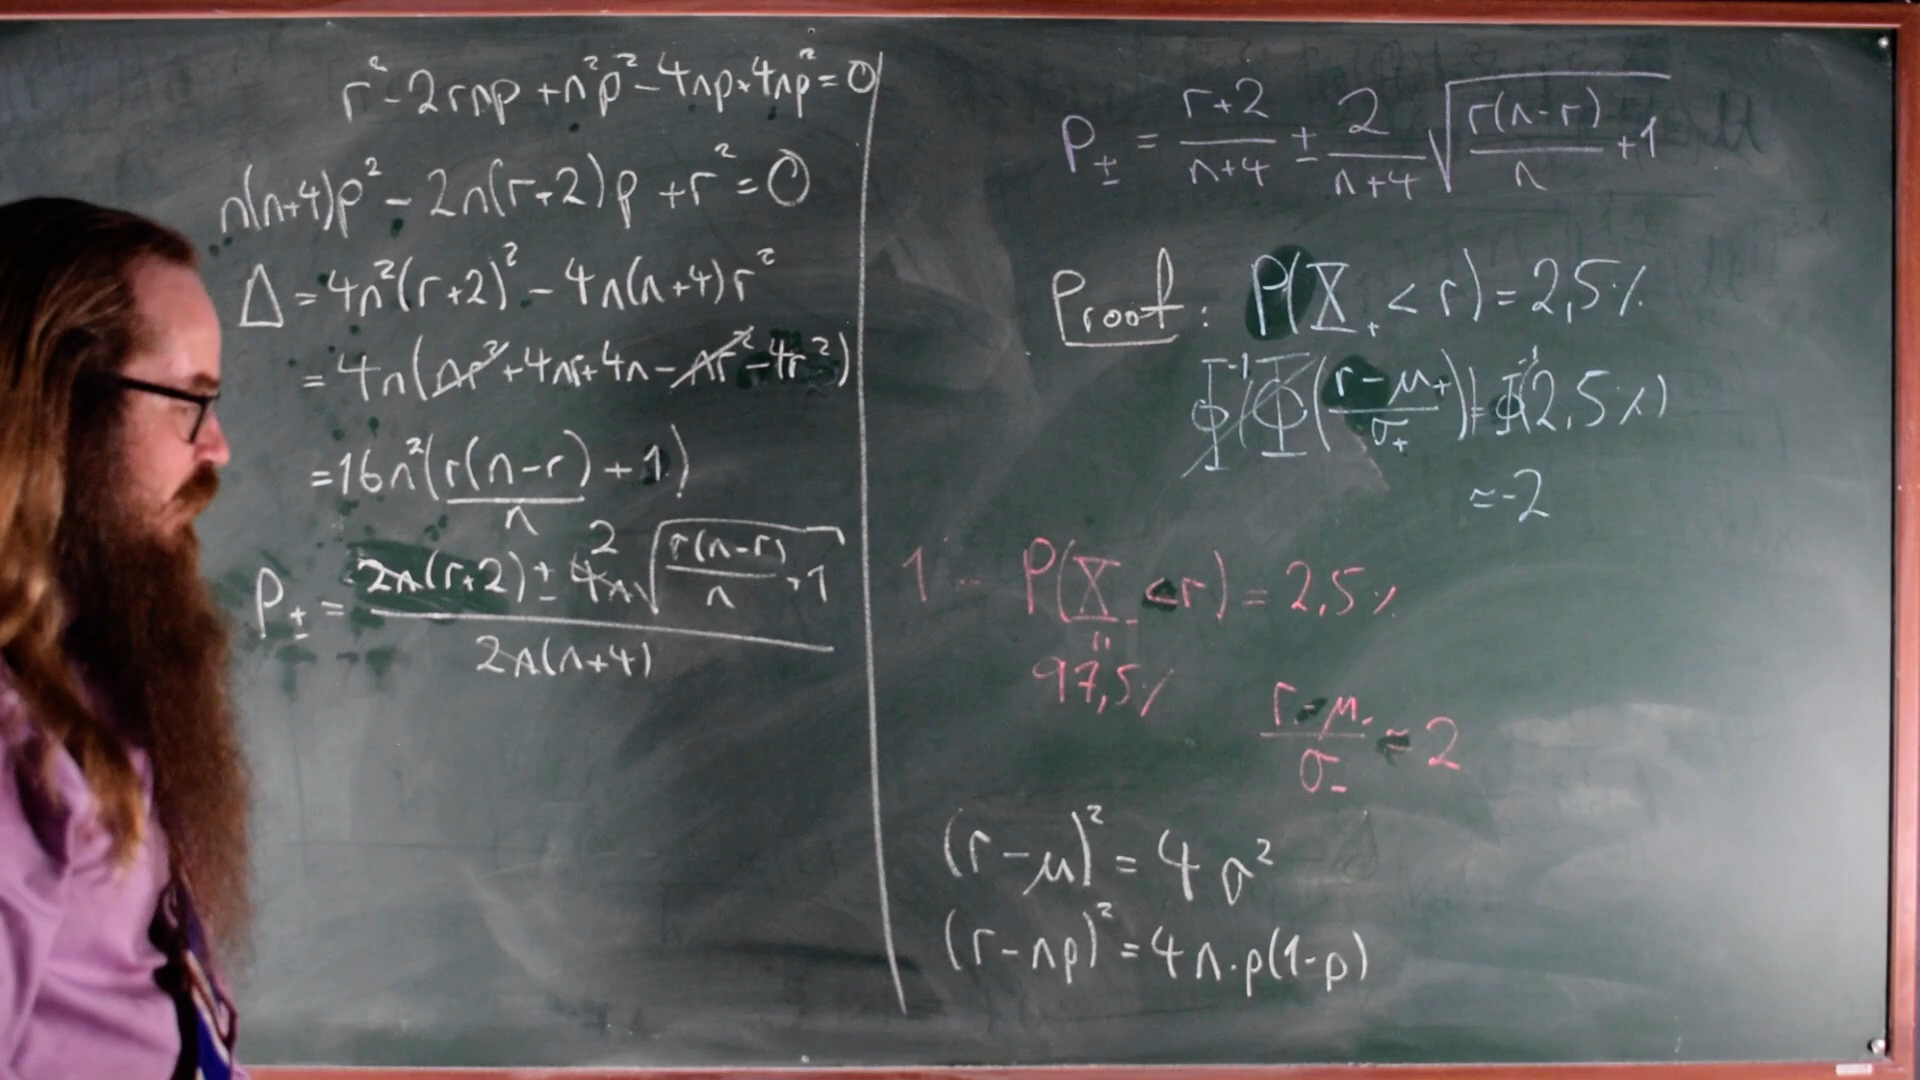 r² - 2rnp + n²p² - 4np + 4np² = 0
n(n+4)p² - 2n(r+2)p + r² = 0
Δ = 4n²(r+2)² - 4n(n+4)r²
= 4n(nr² + 4nr + 4n - nr² - 4r²)
= 16n²(r(n-r)/n + 1)
P± = (2n(r+2) ± 4n 2 √(r(n-r)/n + 1)) / 2n(n+4)
P± = (r+2)/(n+4) ± 2/(n+4) √(r(n-r)/n + 1)
Proof: P(X₊ < r) = 2,5%
Φ⁻¹(Φ((r-μ₊)/σ₊)) = Φ⁻¹(2,5%)
≈ -2
1 - P(X₋ < r) = 2,5%
97,5%
(r-μ₋)/σ₋ ≈ 2
(r-μ)² = 4σ²
(r-np)² = 4n·p(1-p)